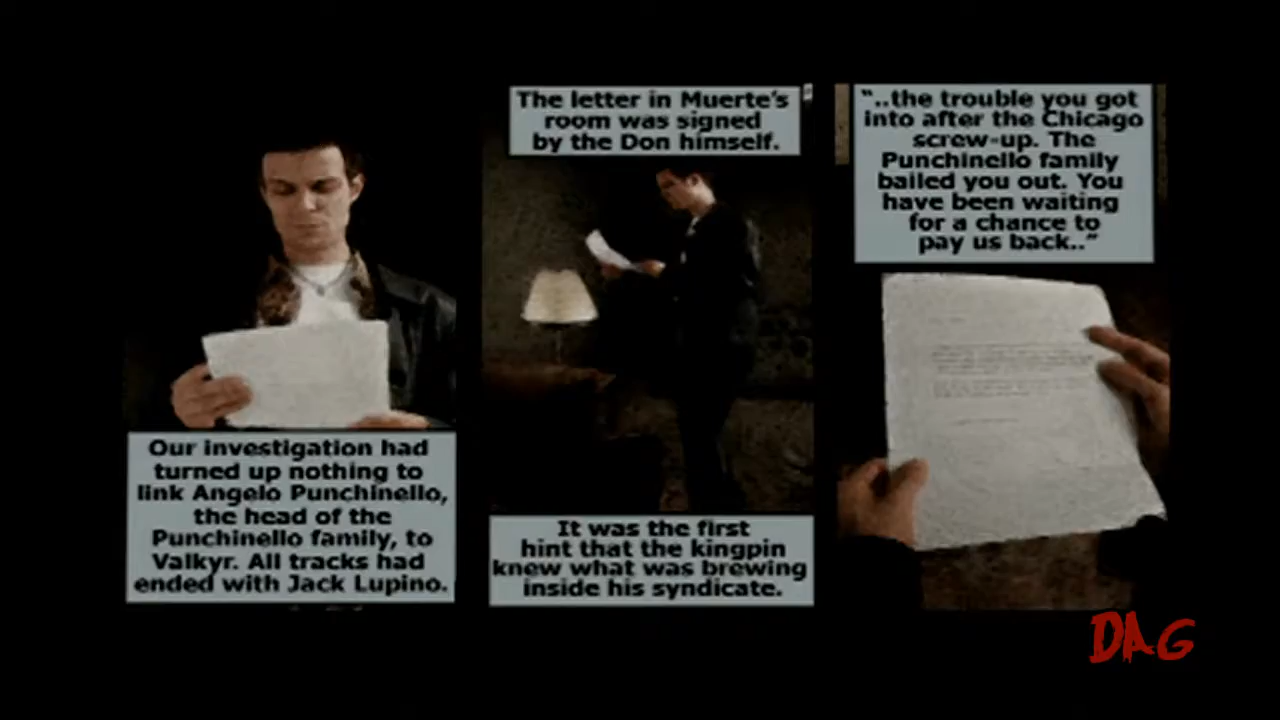 Our investigation had
turned up nothing to
link Angelo Punchinello,
the head of the
Punchinello family, to
Valkyr. All tracks had
ended with Jack Lupino.
The letter in Muerte's
room was signed
by the Don himself.
It was the first
hint that the kingpin
knew what was brewing
inside his syndicate.
"..the trouble you got
into after the Chicago
screw-up. The
Punchinello family
bailed you out. You
have been waiting
for a chance to
pay us back.."
DAG